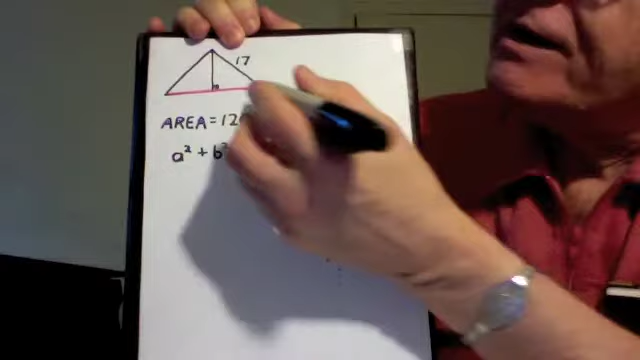 17
AREA = 12
a² + b²